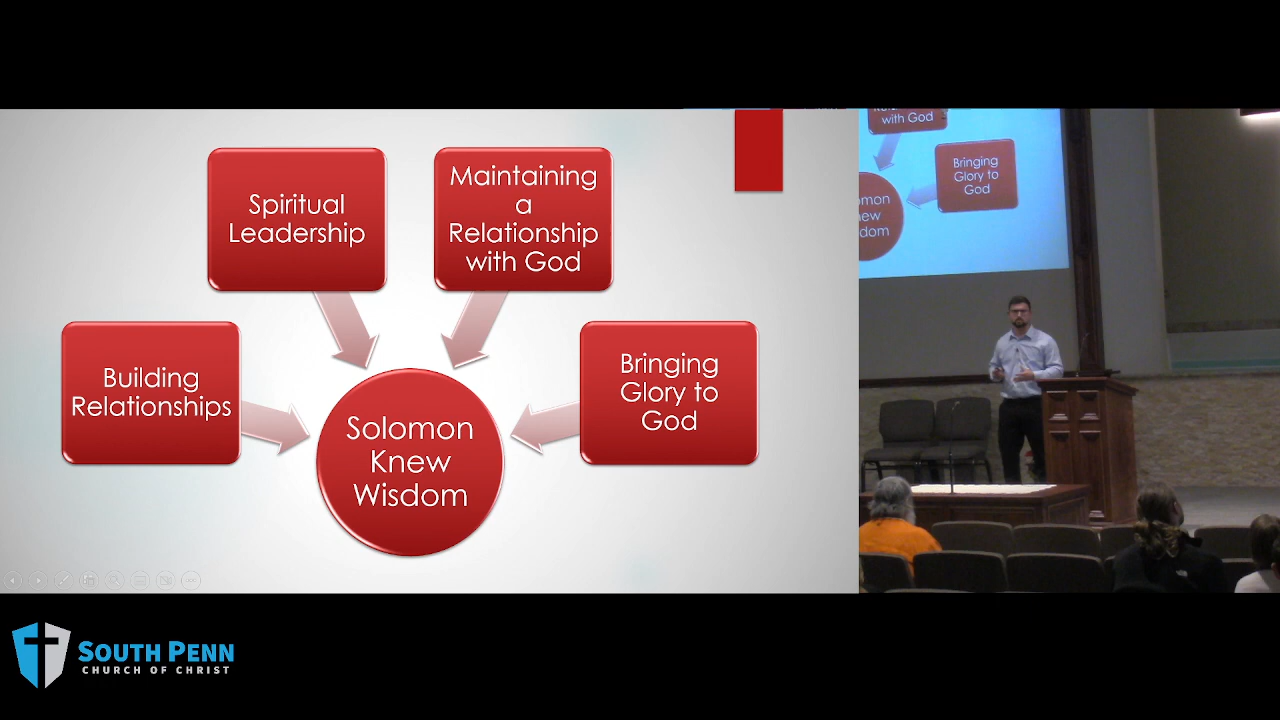 Spiritual
Leadership
Maintaining
a
Relationship
with God
Building
Relationships
Bringing
Glory to
God
Solomon
Knew
Wisdom
with God
Bringing
Glory to
God
SOUTH PENN
CHURCH OF CHRIST